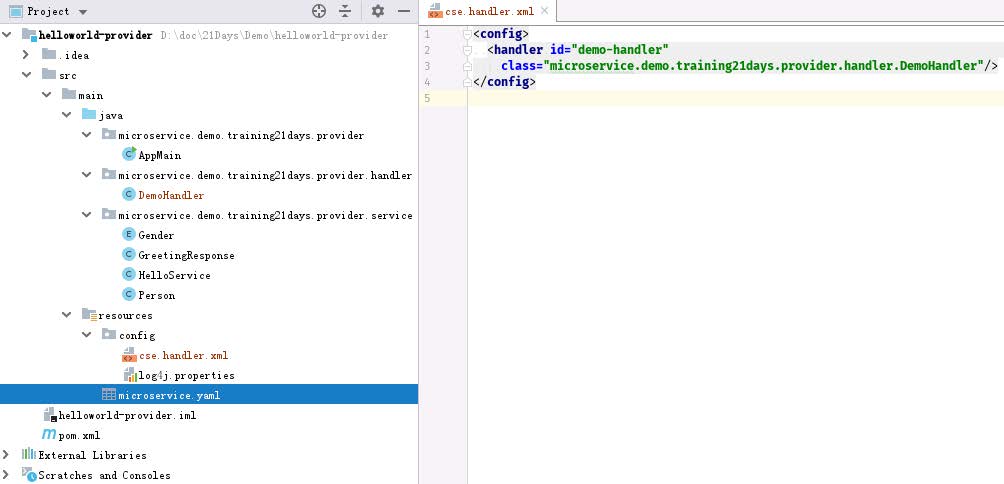 Project
helloworld-provider D:\doc\21Days\Demo\helloworld-provider
.idea
src
main
java
microservice.demo.training21days.provider
AppMain
microservice.demo.training21days.provider.handler
DemoHandler
microservice.demo.training21days.provider.service
Gender
GreetingResponse
HelloService
Person
resources
config
cse.handler.xml
log4j.properties
microservice.yaml
helloworld-provider.iml
pom.xml
External Libraries
Scratches and Consoles
cse.handler.xml
1 <config>
2 <handler id="demo-handler"
3 class="microservice.demo.training21days.provider.handler.DemoHandler"/>
4 </config>
5